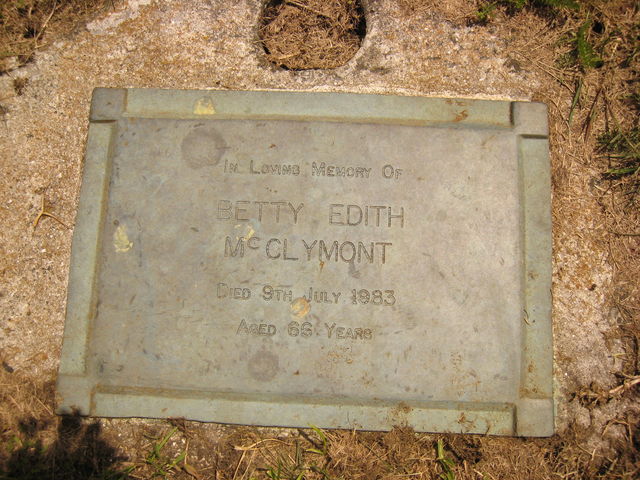 In Loving Memory Of
BETTY EDITH
McCLYMONT
Died 9th July 1983
Aged 66 Years